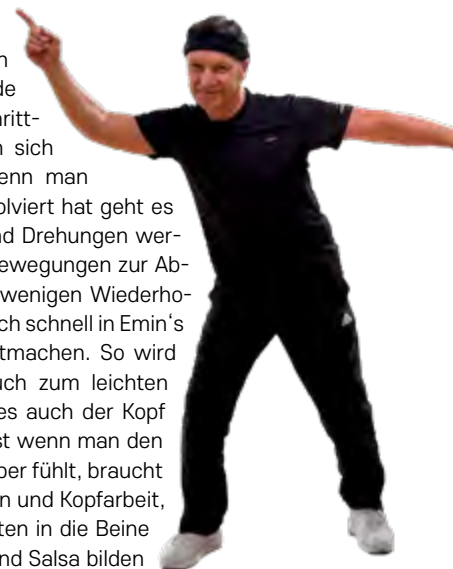 n
de
ritt-
n sich
enn man
olviert hat geht es
nd Drehungen wer-
ewegungen zur Ab-
wenigen Wiederho-
ch schnell in Emin‘s
tmachen. So wird
uch zum leichten
es auch der Kopf
st wenn man den
per fühlt, braucht
n und Kopfarbeit,
ten in die Beine
nd Salsa bilden